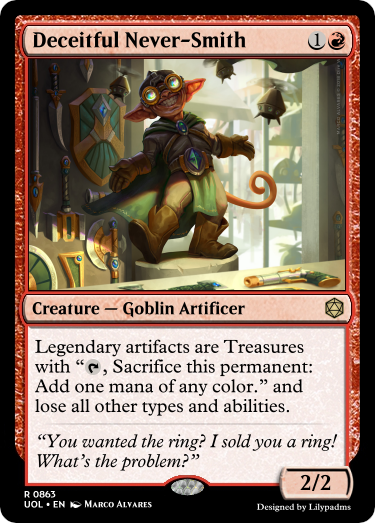 Deceitful Never-Smith 1
Creature — Goblin Artificer
Legendary artifacts are Treasures
with “, Sacrifice this permanent:
Add one mana of any color.” and
lose all other types and abilities.
“You wanted the ring? I sold you a ring!
What’s the problem?”
2/2
R 0863
UOL • EN Marco Alvares
Designed by Lilypadms